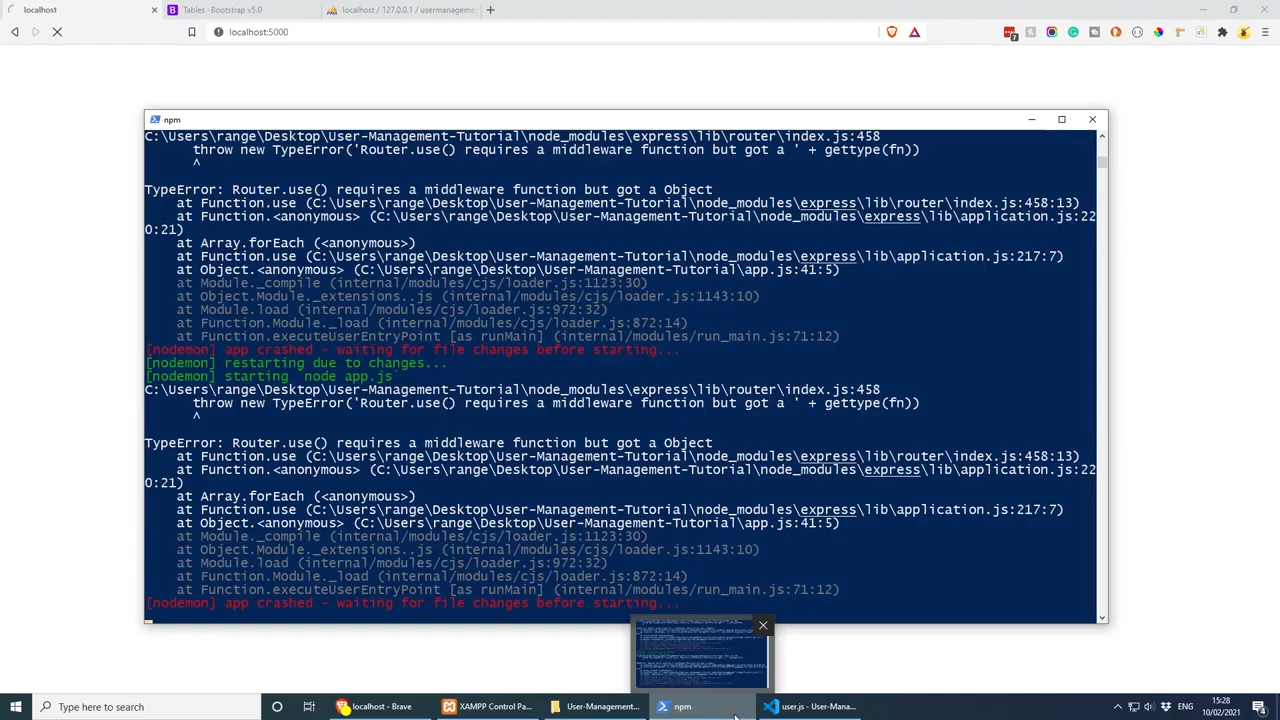 localhost
Tables - Bootstrap v5.0
localhost / 127.0.0.1 / usermanageme
localhost:5000
7
npm
C:\Users\range\Desktop\User-Management-Tutorial\node_modules\express\lib\router\index.js:458
throw new TypeError('Router.use() requires a middleware function but got a ' + gettype(fn))
^
TypeError: Router.use() requires a middleware function but got a Object
at Function.use (C:\Users\range\Desktop\User-Management-Tutorial\node_modules\express\lib\router\index.js:458:13)
at Function.<anonymous> (C:\Users\range\Desktop\User-Management-Tutorial\node_modules\express\lib\application.js:22
0:21)
at Array.forEach (<anonymous>)
at Function.use (C:\Users\range\Desktop\User-Management-Tutorial\node_modules\express\lib\application.js:217:7)
at Object.<anonymous> (C:\Users\range\Desktop\User-Management-Tutorial\app.js:41:5)
at Module._compile (internal/modules/cjs/loader.js:1123:30)
at Object.Module._extensions..js (internal/modules/cjs/loader.js:1143:10)
at Module.load (internal/modules/cjs/loader.js:972:32)
at Function.Module._load (internal/modules/cjs/loader.js:872:14)
at Function.executeUserEntryPoint [as runMain] (internal/modules/run_main.js:71:12)
[nodemon] app crashed - waiting for file changes before starting...
[nodemon] restarting due to changes...
[nodemon] starting `node app.js`
C:\Users\range\Desktop\User-Management-Tutorial\node_modules\express\lib\router\index.js:458
throw new TypeError('Router.use() requires a middleware function but got a ' + gettype(fn))
^
TypeError: Router.use() requires a middleware function but got a Object
at Function.use (C:\Users\range\Desktop\User-Management-Tutorial\node_modules\express\lib\router\index.js:458:13)
at Function.<anonymous> (C:\Users\range\Desktop\User-Management-Tutorial\node_modules\express\lib\application.js:22
0:21)
at Array.forEach (<anonymous>)
at Function.use (C:\Users\range\Desktop\User-Management-Tutorial\node_modules\express\lib\application.js:217:7)
at Object.<anonymous> (C:\Users\range\Desktop\User-Management-Tutorial\app.js:41:5)
at Module._compile (internal/modules/cjs/loader.js:1123:30)
at Object.Module._extensions..js (internal/modules/cjs/loader.js:1143:10)
at Module.load (internal/modules/cjs/loader.js:972:32)
at Function.Module._load (internal/modules/cjs/loader.js:872:14)
at Function.executeUserEntryPoint [as runMain] (internal/modules/run_main.js:71:12)
[nodemon] app crashed - waiting for file changes before starting...
Type here to search
localhost - Brave
XAMPP Control Pa...
User-Management...
npm
user.js - User-Mana...
ENG
15:28
10/02/2021
4